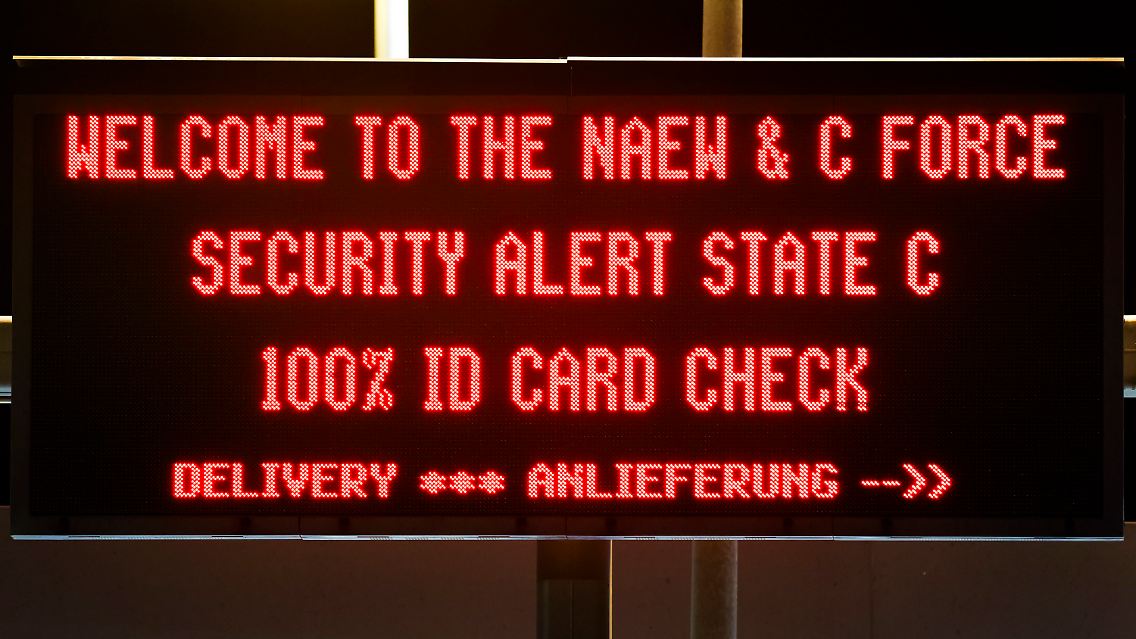 WELCOME TO THE NAEW & C FORCE
SECURITY ALERT STATE C
100% ID CARD CHECK
DELIVERY *** ANLIEFERUNG -->>